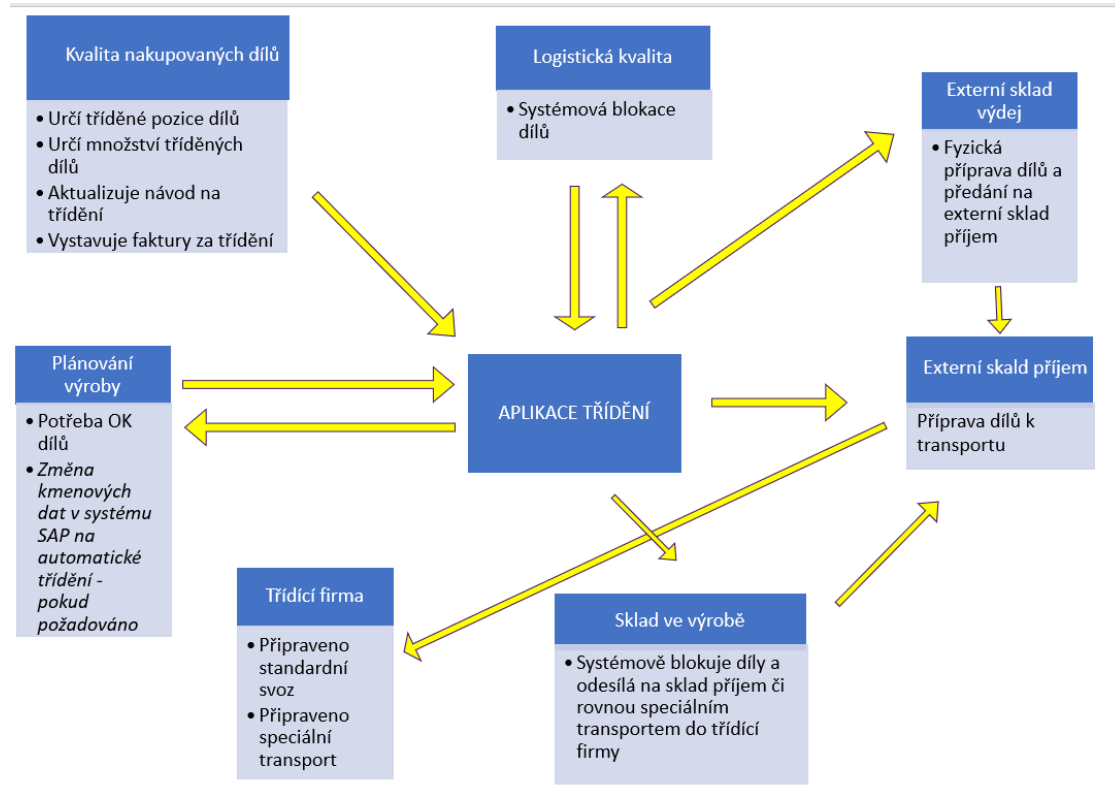 Kvalita nakupovaných dílů
• Určí tříděné pozice dílů
• Určí množství tříděných
dílů
• Aktualizuje návod na
třídění
• Vystavuje faktury za třídění
Logistická kvalita
• Systémová blokace
dílů
Externí sklad
výdej
• Fyzická
příprava dílů a
předání na
externí sklad
příjem
Plánování
výroby
• Potřeba OK
dílů
• Změna
kmenových
dat v systému
SAP na
automatické
třídění -
pokud
požadováno
APLIKACE TŘÍDĚNÍ
Externí skald příjem
Příprava dílů k
transportu
Třídící firma
• Připraveno
standardní
svoz
• Připraveno
speciální
transport
Sklad ve výrobě
• Systémově blokuje díly a
odesílá na sklad příjem či
rovnou speciálním
transportem do třídící
firmy